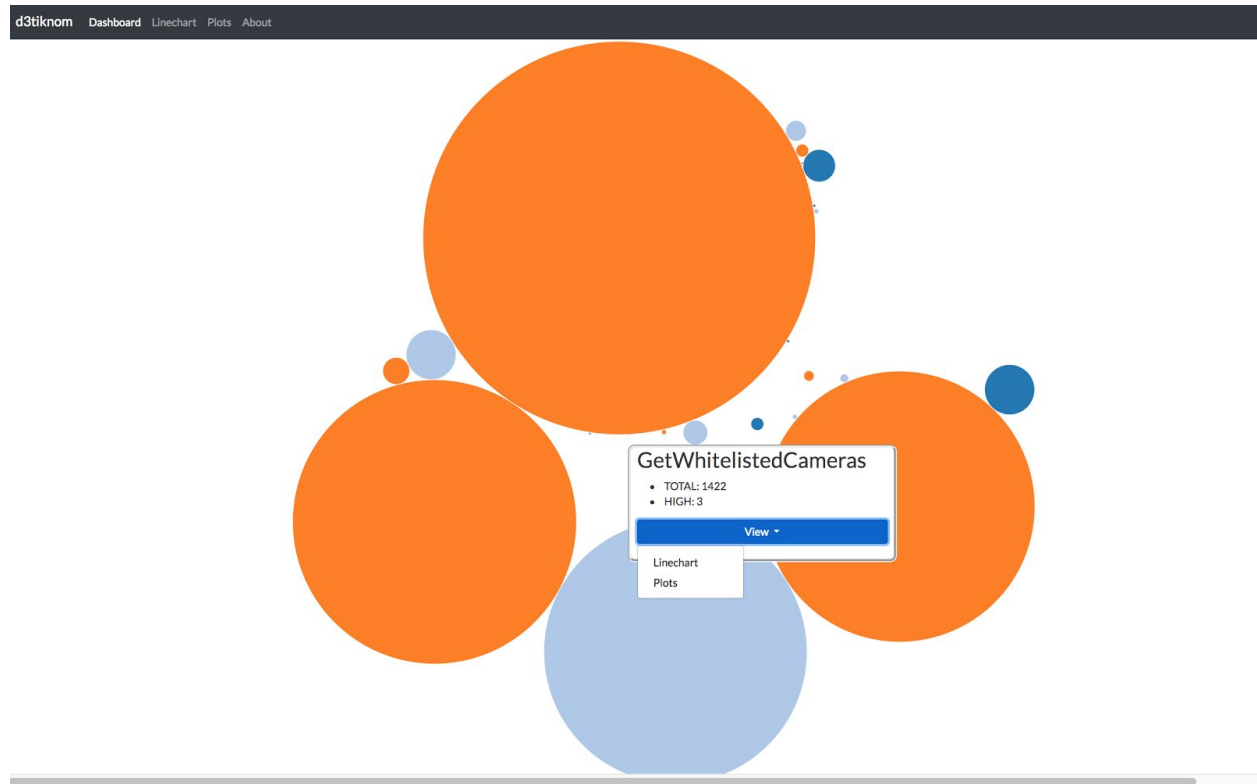 d3tiknom Dashboard Linechart Plots About
GetWhitelistedCameras
• TOTAL: 1422
• HIGH: 3
View
Linechart
Plots